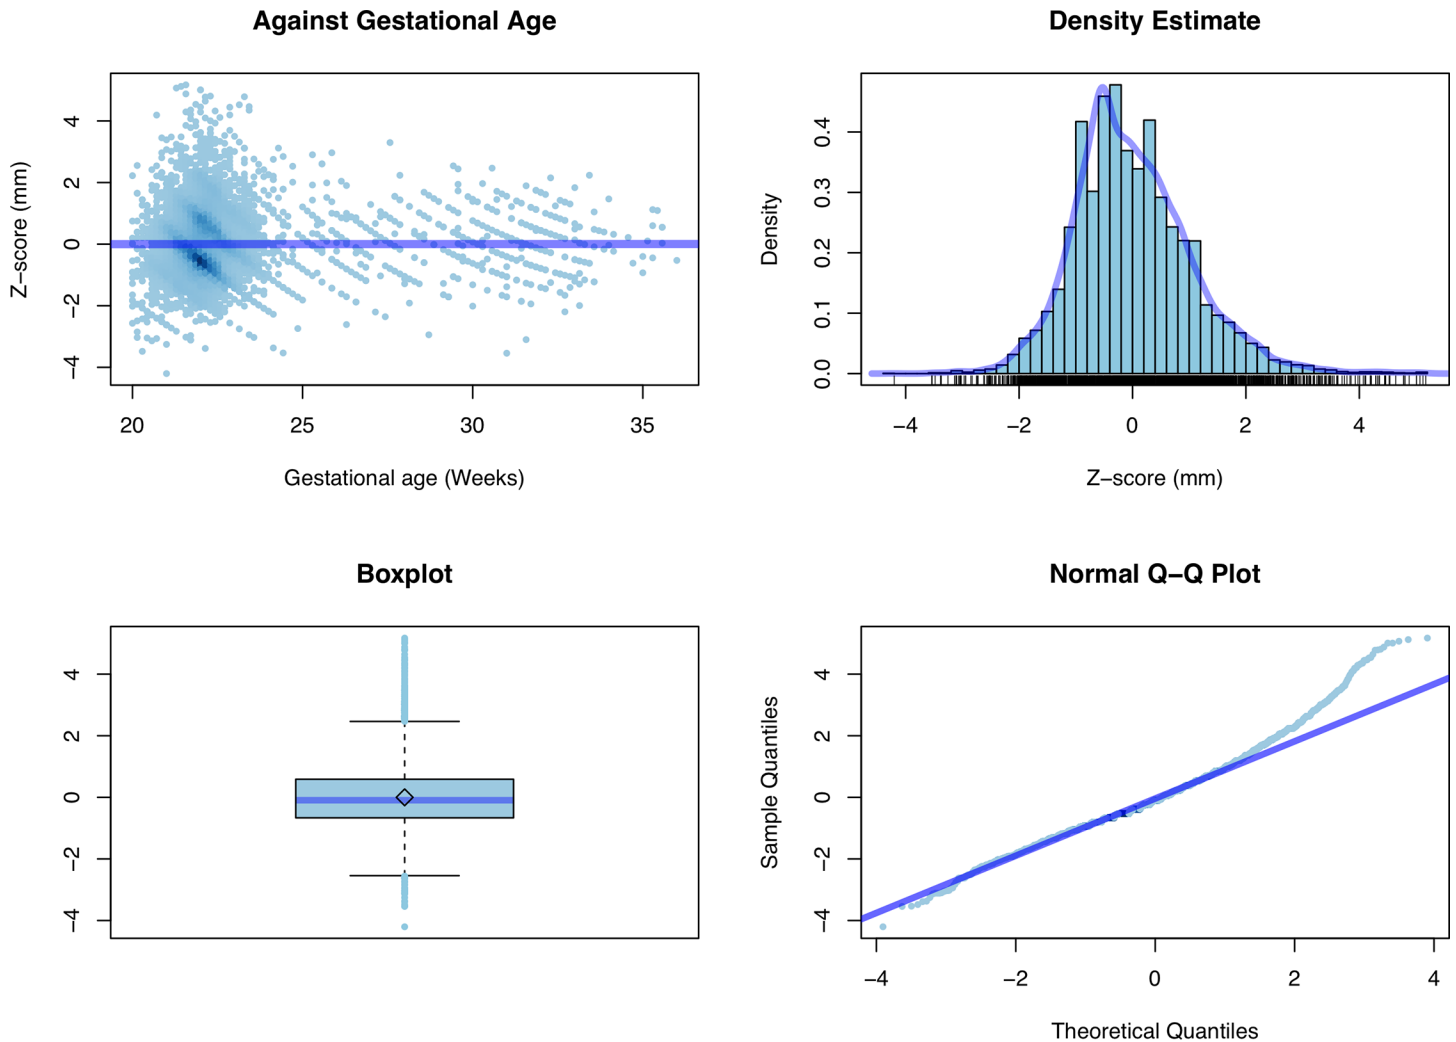 Against Gestational Age
Z−score (mm)
4
2
0
−2
−4
20 25 30 35
Gestational age (Weeks)
Density Estimate
Density
0.4
0.3
0.2
0.1
0.0
−4 −2 0 2 4
Z−score (mm)
Boxplot
4
2
0
−2
−4
Normal Q−Q Plot
Sample Quantiles
4
2
0
−2
−4
−4 −2 0 2 4
Theoretical Quantiles